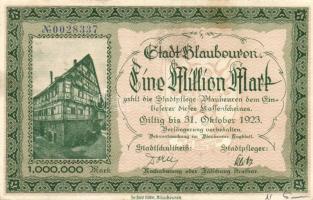 № 0028337
Stadt Blaubeuren.
Eine Million Mark
zahlt die Stadtpflege Blaubeuren dem Ein-
lieferer dieses Kassenscheines.
Giltig bis 31. Oktober 1923.
Verlängerung vorbehalten.
Stadtschultheiß: Stadtpfleger:
1,000,000 Mark
Nachahmung oder Fälschung strafbar.